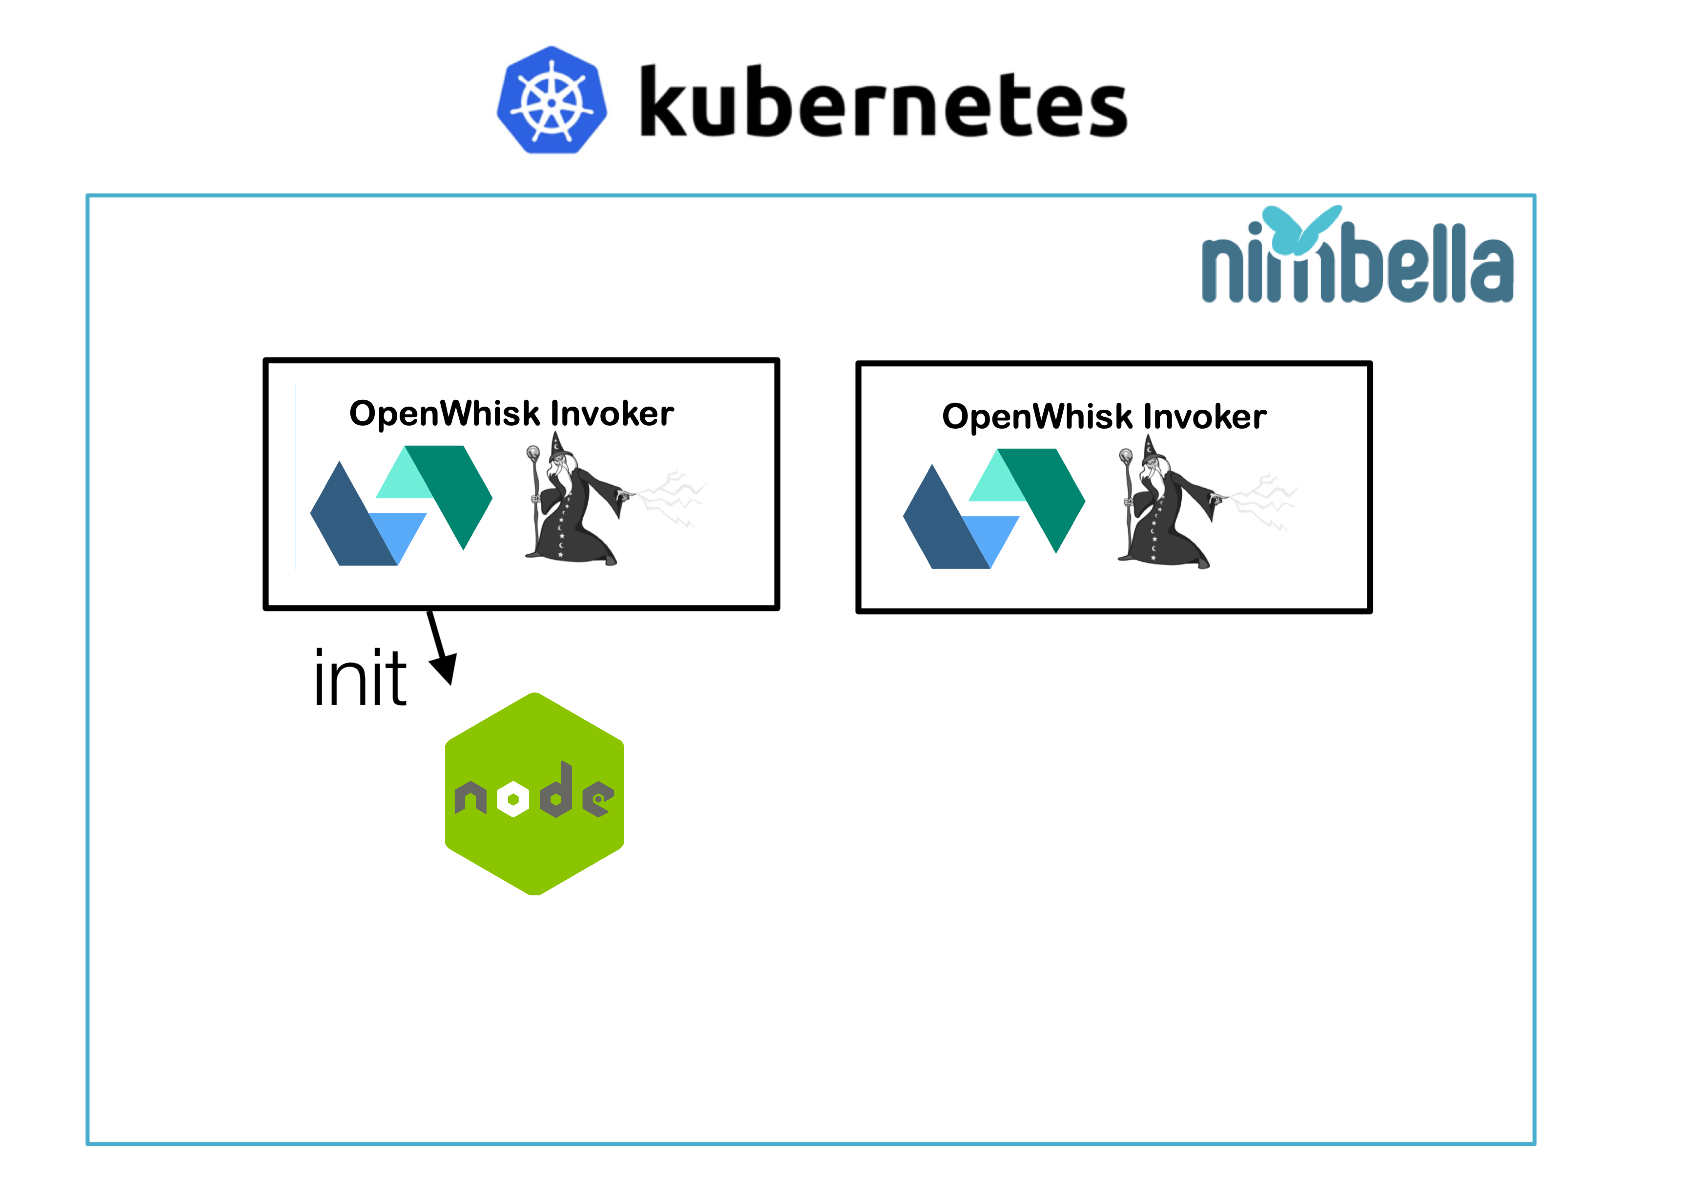 kubernetes
nimbella
OpenWhisk Invoker
OpenWhisk Invoker
init
node